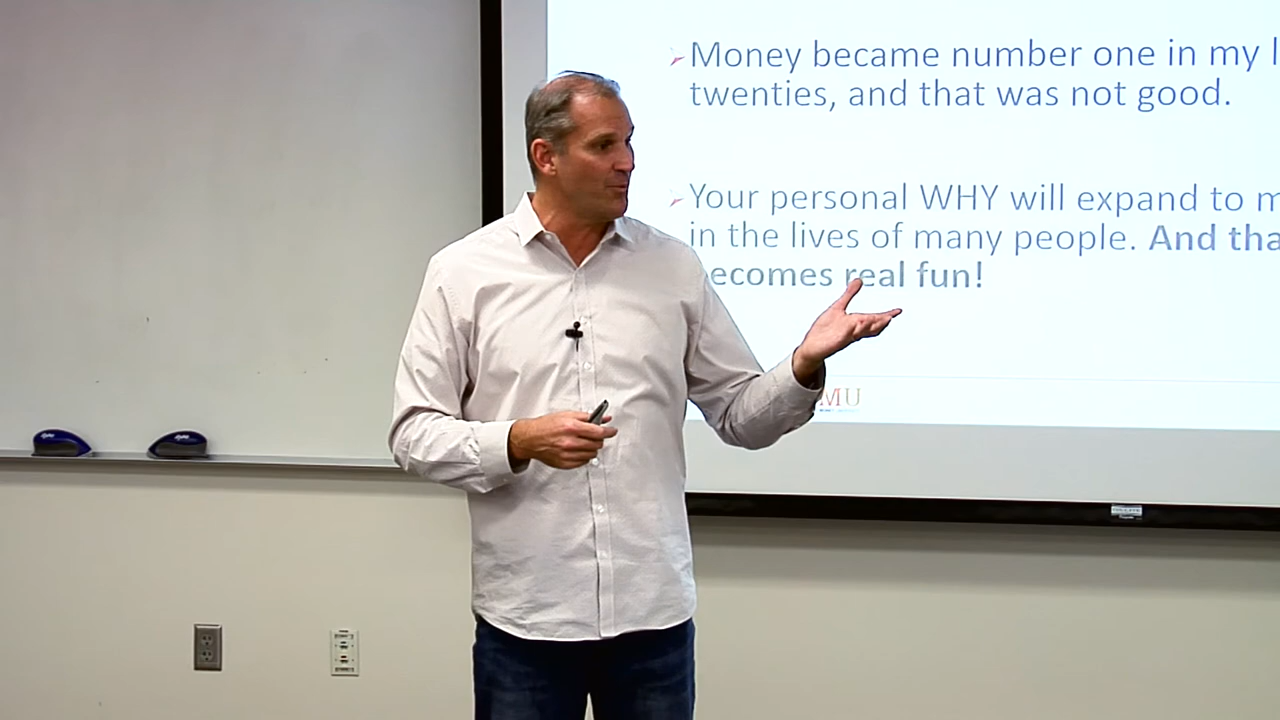 Money became number one in my l
twenties, and that was not good.
Your personal WHY will expand to m
in the lives of many people. And tha
ecomes real fun!
MU